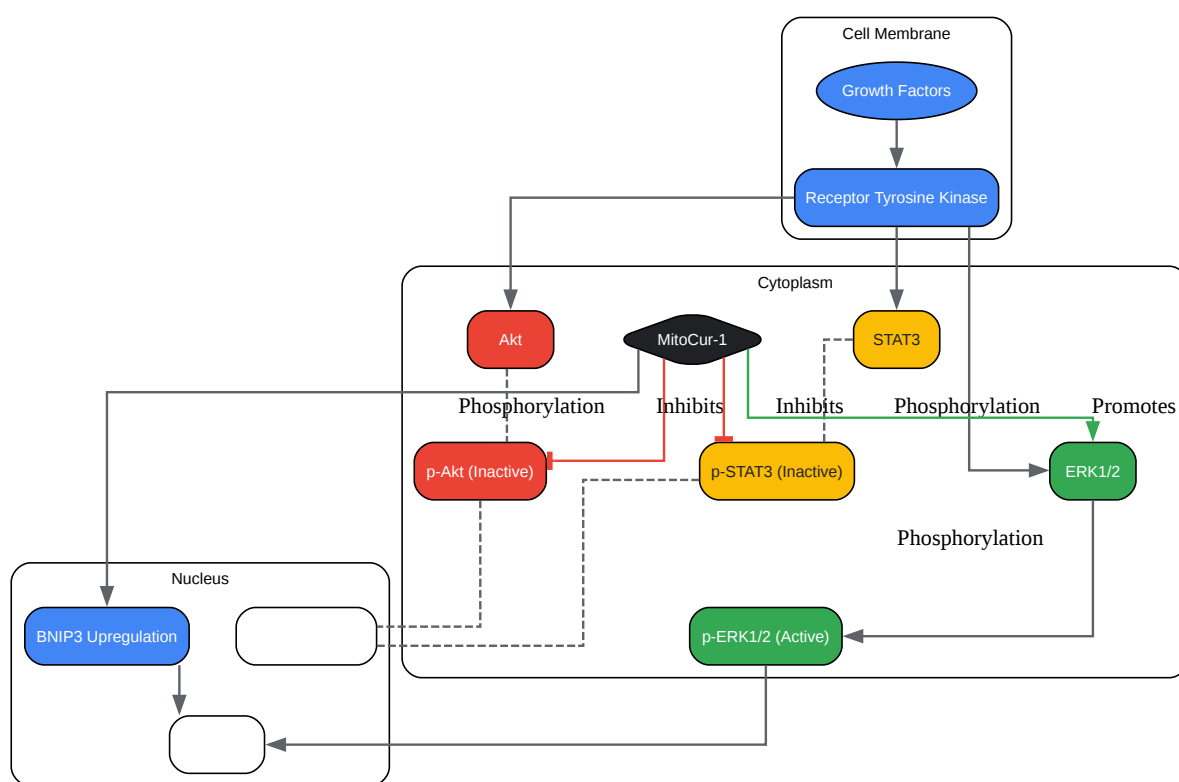 Cell Membrane
Growth Factors
Receptor Tyrosine Kinase
Cytoplasm
Akt
MitoCur-1
STAT3
Phosphorylation
Inhibits
Inhibits
Phosphorylation
Promotes
p-Akt (Inactive)
p-STAT3 (Inactive)
ERK1/2
Phosphorylation
Nucleus
BNIP3 Upregulation
p-ERK1/2 (Active)